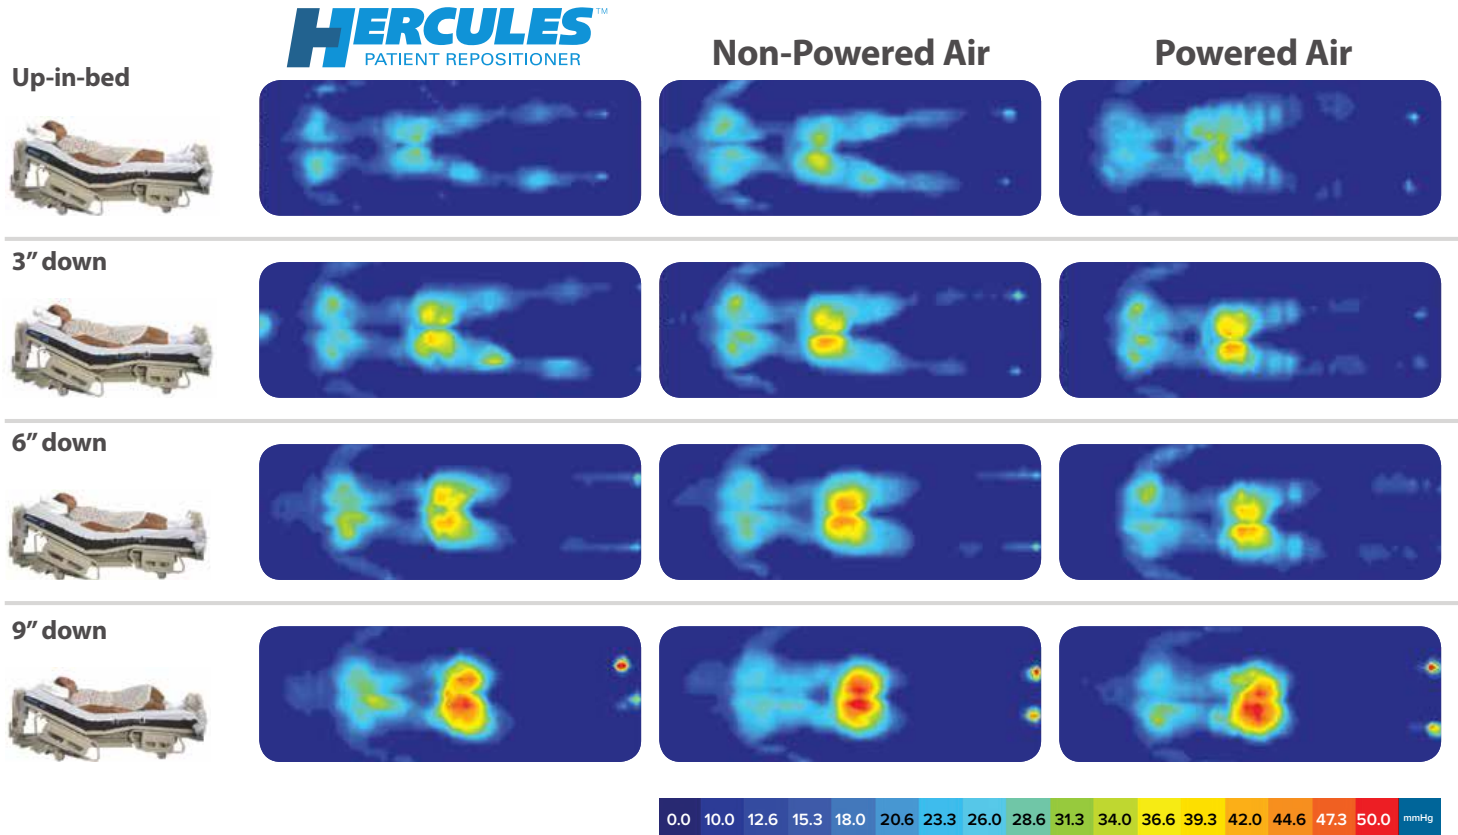 HERCULES™
PATIENT REPOSITIONER
Non-Powered Air
Powered Air
Up-in-bed
3” down
6” down
9” down
0.0 10.0 12.6 15.3 18.0 20.6 23.3 26.0 28.6 31.3 34.0 36.6 39.3 42.0 44.6 47.3 50.0 mmHg